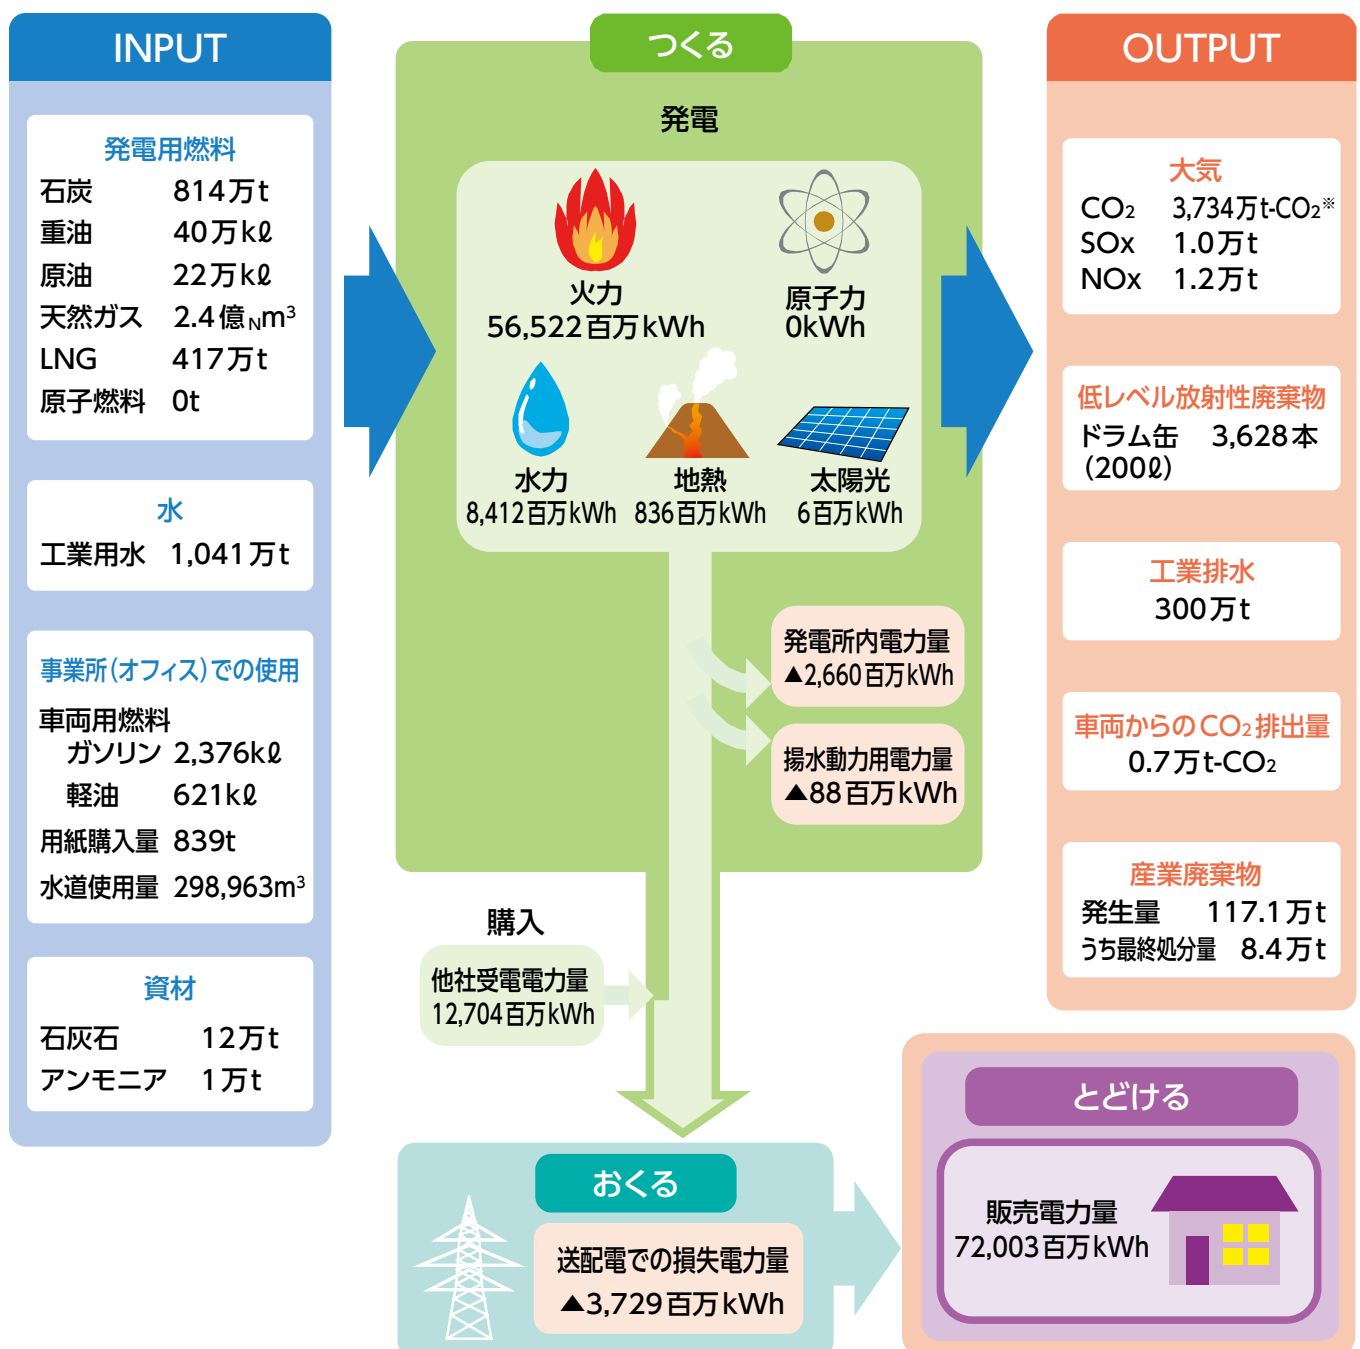 INPUT
発電用燃料
石炭 814万t
重油 40万kℓ
原油 22万kℓ
天然ガス 2.4億Nm³
LNG 417万t
原子燃料 0t
水
工業用水 1,041万t
事業所(オフィス)での使用
車両用燃料
ガソリン 2,376kℓ
軽油 621kℓ
用紙購入量 839t
水道使用量 298,963m³
資材
石灰石 12万t
アンモニア 1万t
つくる
発電
火力
56,522百万kWh
原子力
0kWh
水力
8,412百万kWh
地熱
836百万kWh
太陽光
6百万kWh
発電所内電力量
▲2,660百万kWh
揚水動力用電力量
▲88百万kWh
購入
他社受電電力量
12,704百万kWh
おくる
送配電での損失電力量
▲3,729百万kWh
OUTPUT
大気
CO₂ 3,734万t-CO₂※
SOx 1.0万t
NOx 1.2万t
低レベル放射性廃棄物
ドラム缶 3,628本
(200ℓ)
工業排水
300万t
車両からのCO₂排出量
0.7万t-CO₂
産業廃棄物
発生量 117.1万t
うち最終処分量 8.4万t
とどける
販売電力量
72,003百万kWh